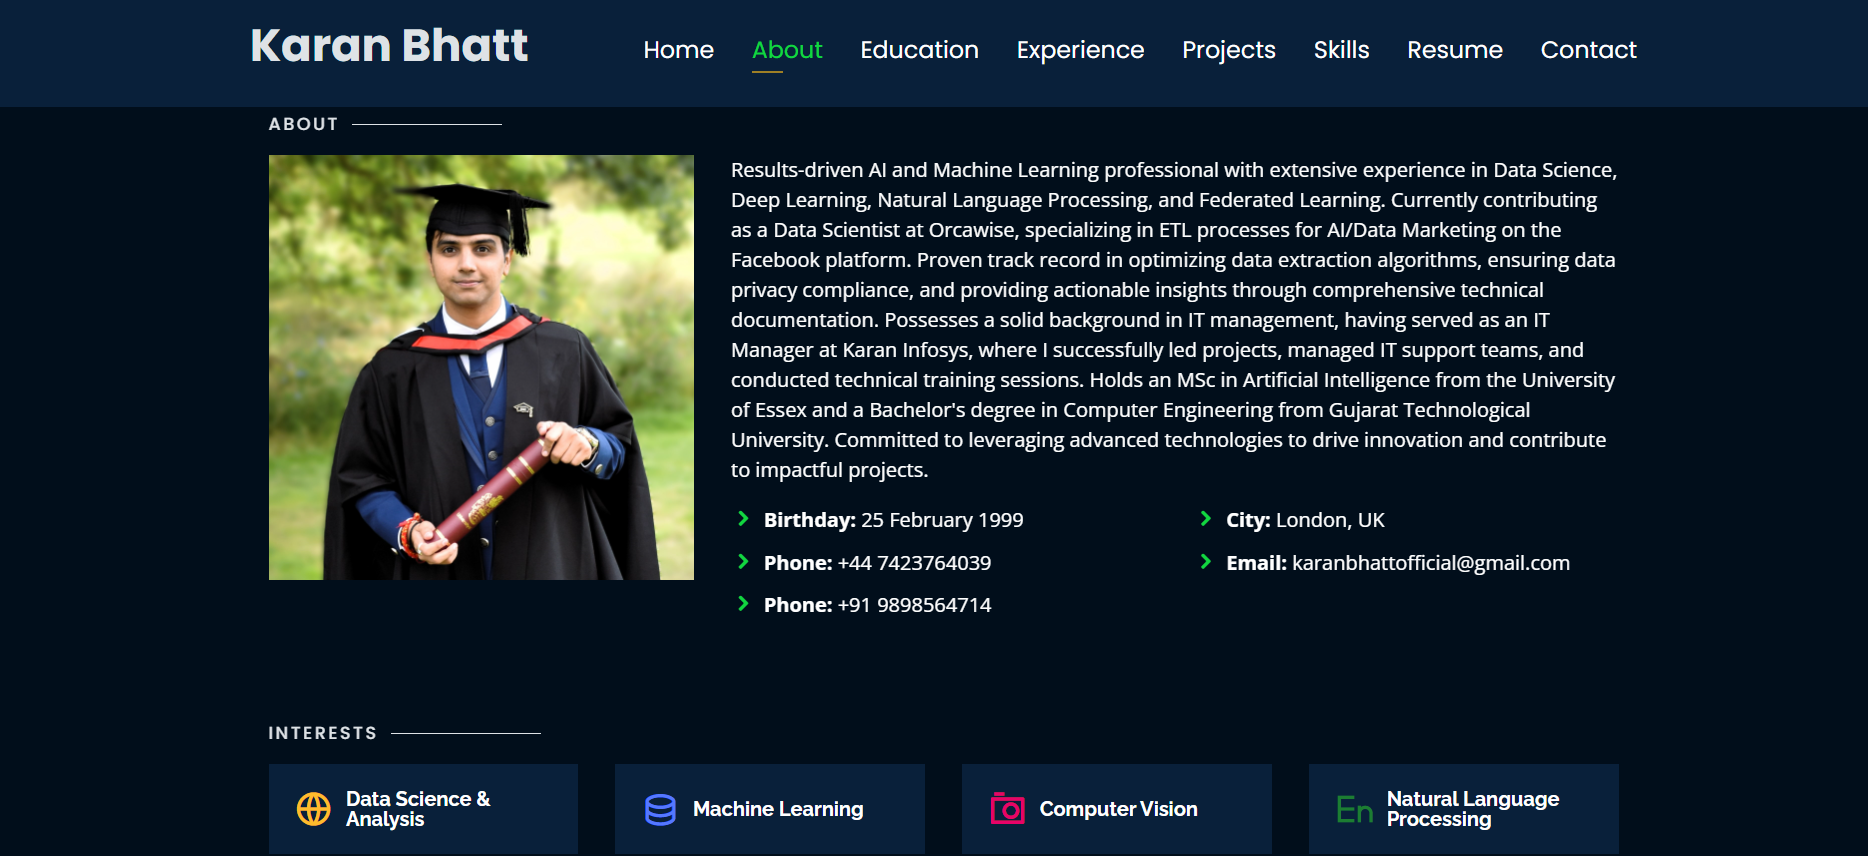 Karan Bhatt
Home About Education Experience Projects Skills Resume Contact
ABOUT
Results-driven AI and Machine Learning professional with extensive experience in Data Science,
Deep Learning, Natural Language Processing, and Federated Learning. Currently contributing
as a Data Scientist at Orcawise, specializing in ETL processes for AI/Data Marketing on the
Facebook platform. Proven track record in optimizing data extraction algorithms, ensuring data
privacy compliance, and providing actionable insights through comprehensive technical
documentation. Possesses a solid background in IT management, having served as an IT
Manager at Karan Infosys, where I successfully led projects, managed IT support teams, and
conducted technical training sessions. Holds an MSc in Artificial Intelligence from the University
of Essex and a Bachelor's degree in Computer Engineering from Gujarat Technological
University. Committed to leveraging advanced technologies to drive innovation and contribute
to impactful projects.
Birthday: 25 February 1999
Phone: +44 7423764039
Phone: +91 9898564714
City: London, UK
Email: karanbhattofficial@gmail.com
INTERESTS
Data Science &
Analysis
Machine Learning
Computer Vision
En
Natural Language
Processing